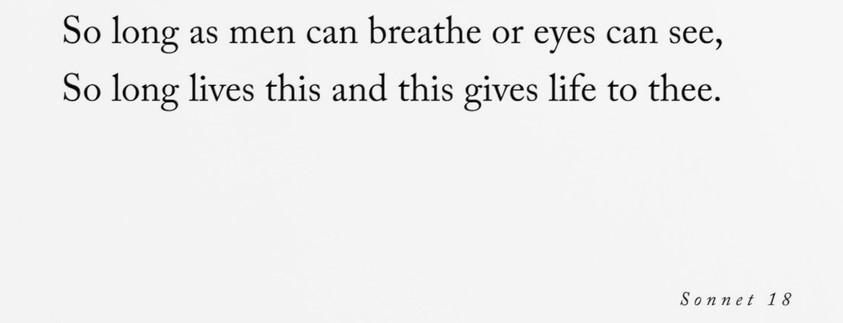 So long as men can breathe or eyes can see,
So long lives this and this gives life to thee.
Sonnet 18